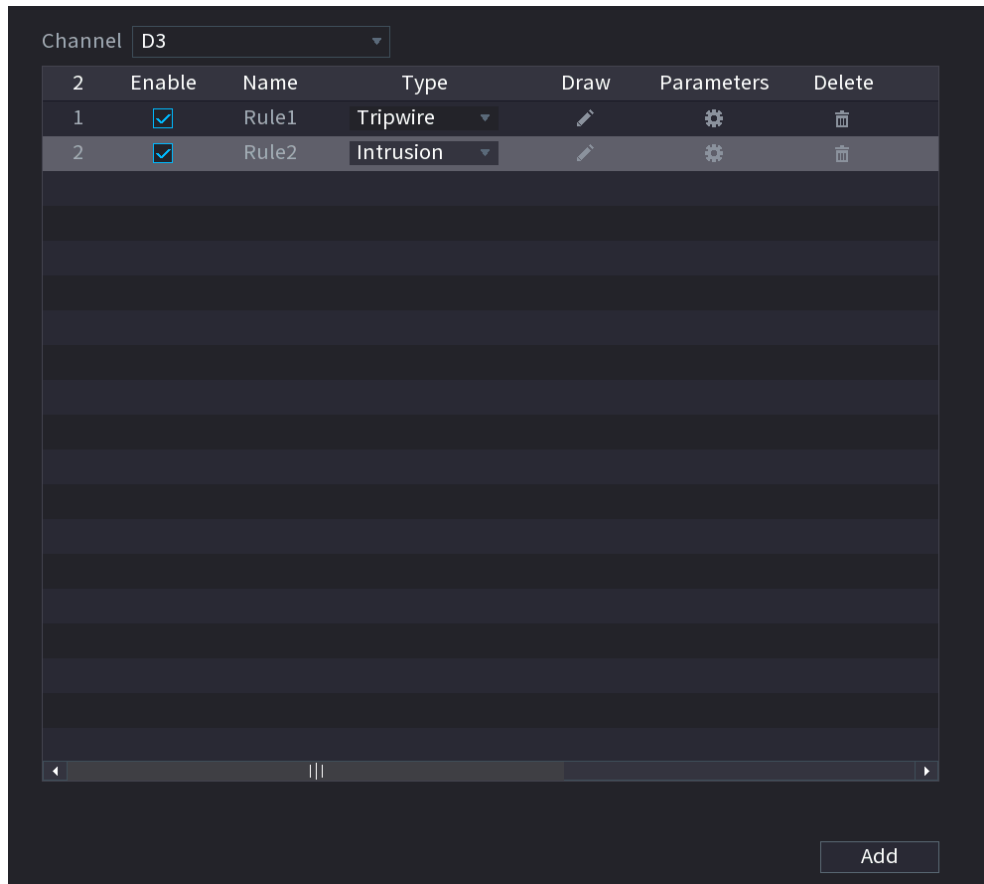 Channel D3
2 Enable Name Type Draw Parameters Delete
1 Rule1 Tripwire
2 Rule2 Intrusion
Add